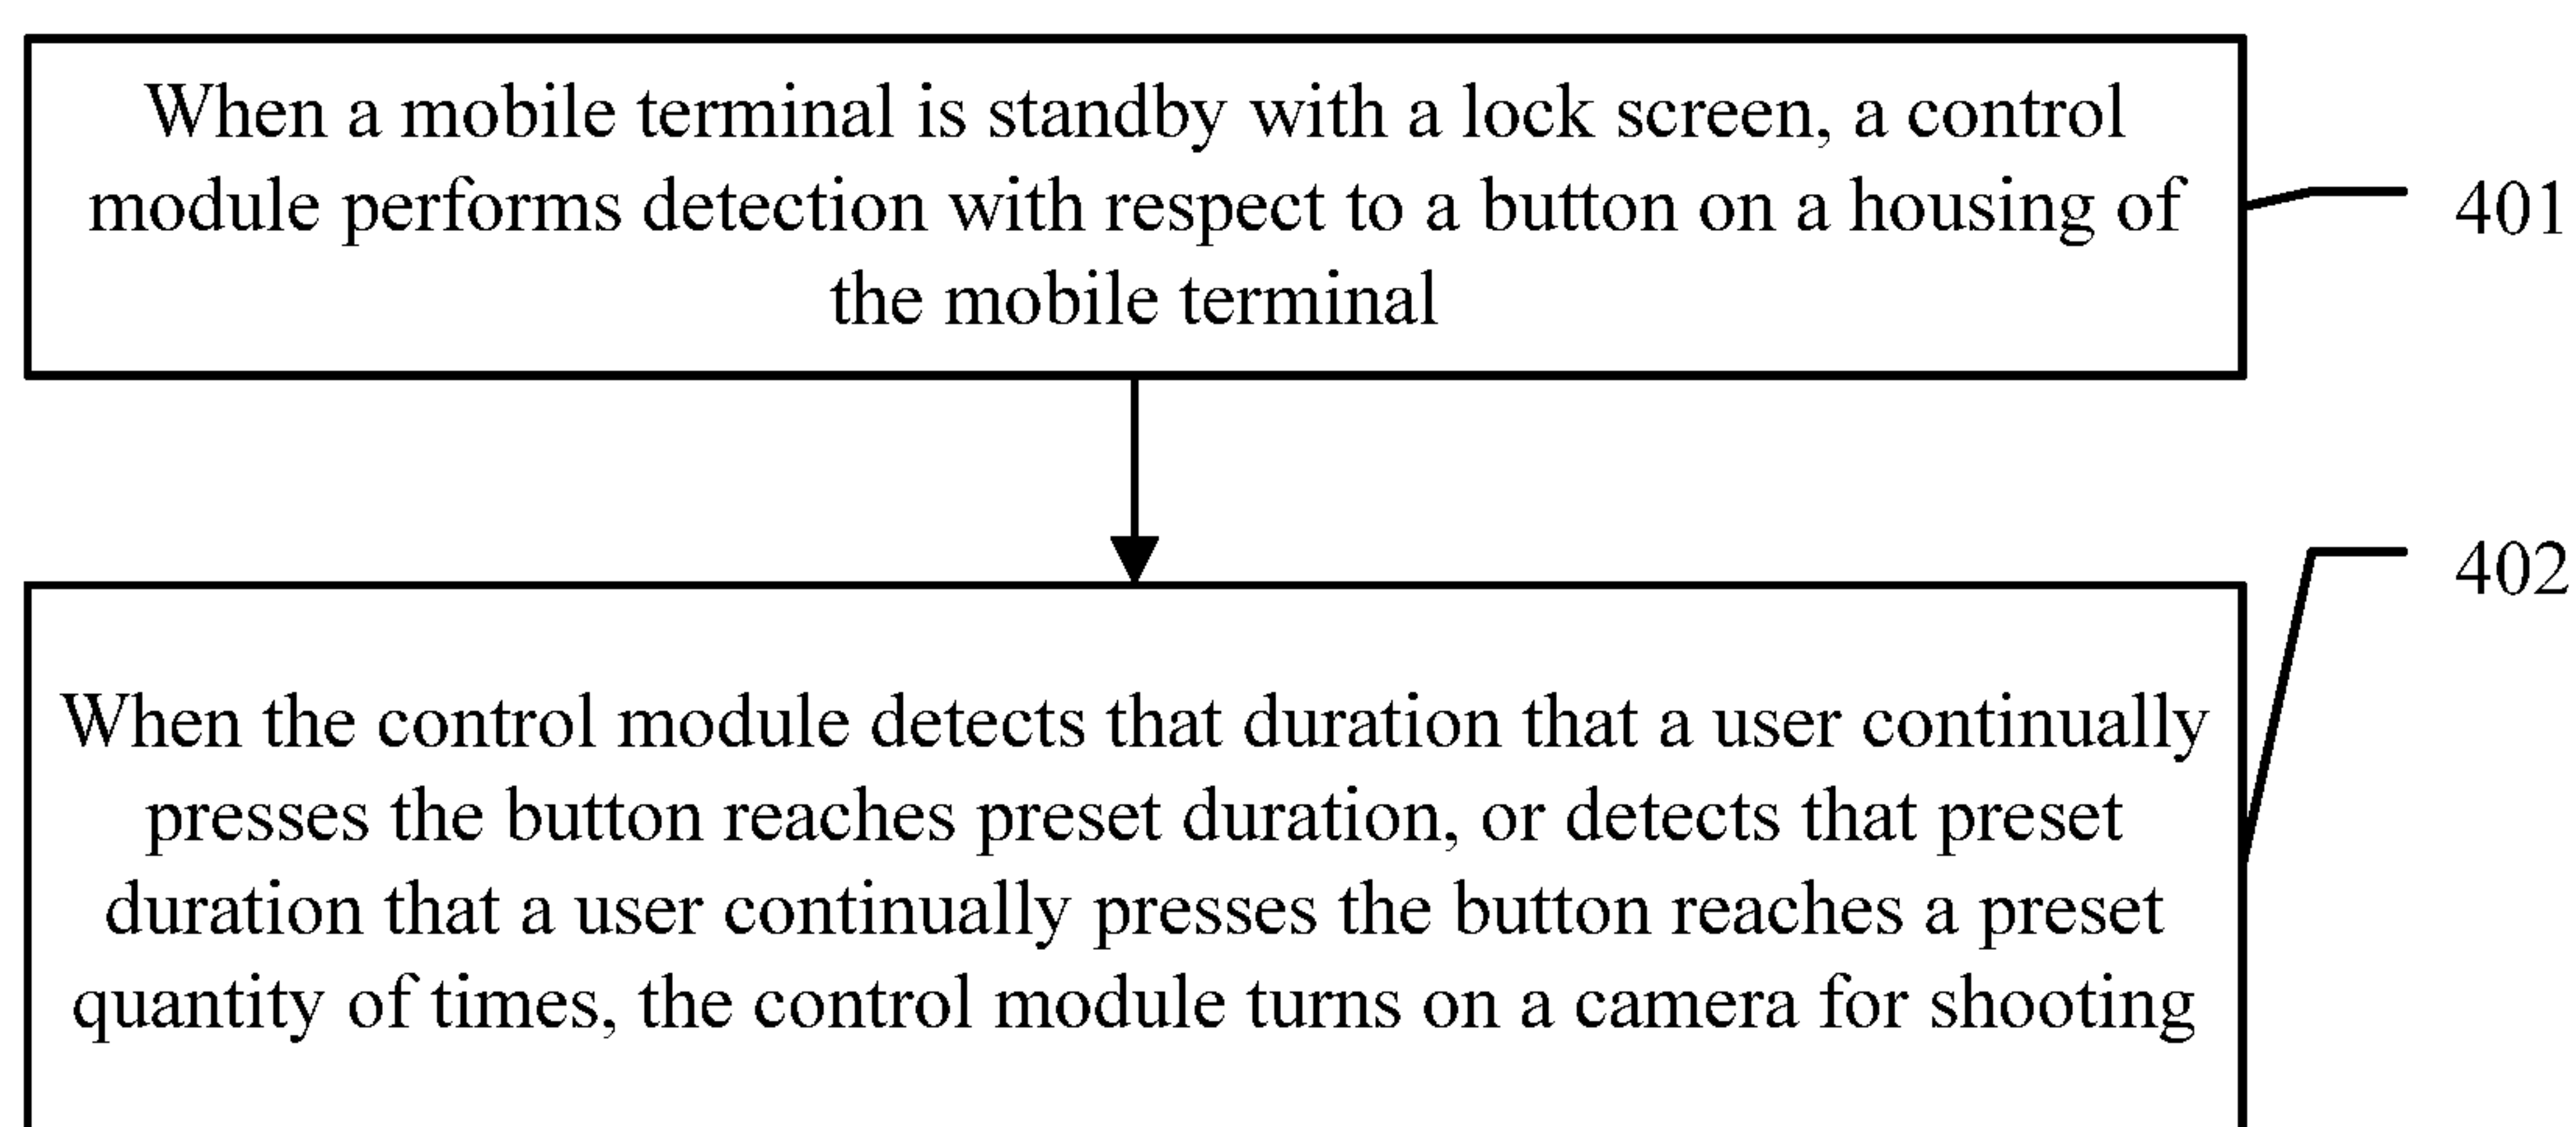 When a mobile terminal is standby with a lock screen, a control
module performs detection with respect to a button on a housing of
the mobile terminal
401
402
When the control module detects that duration that a user continually
presses the button reaches preset duration, or detects that preset
duration that a user continually presses the button reaches a preset
quantity of times, the control module turns on a camera for shooting